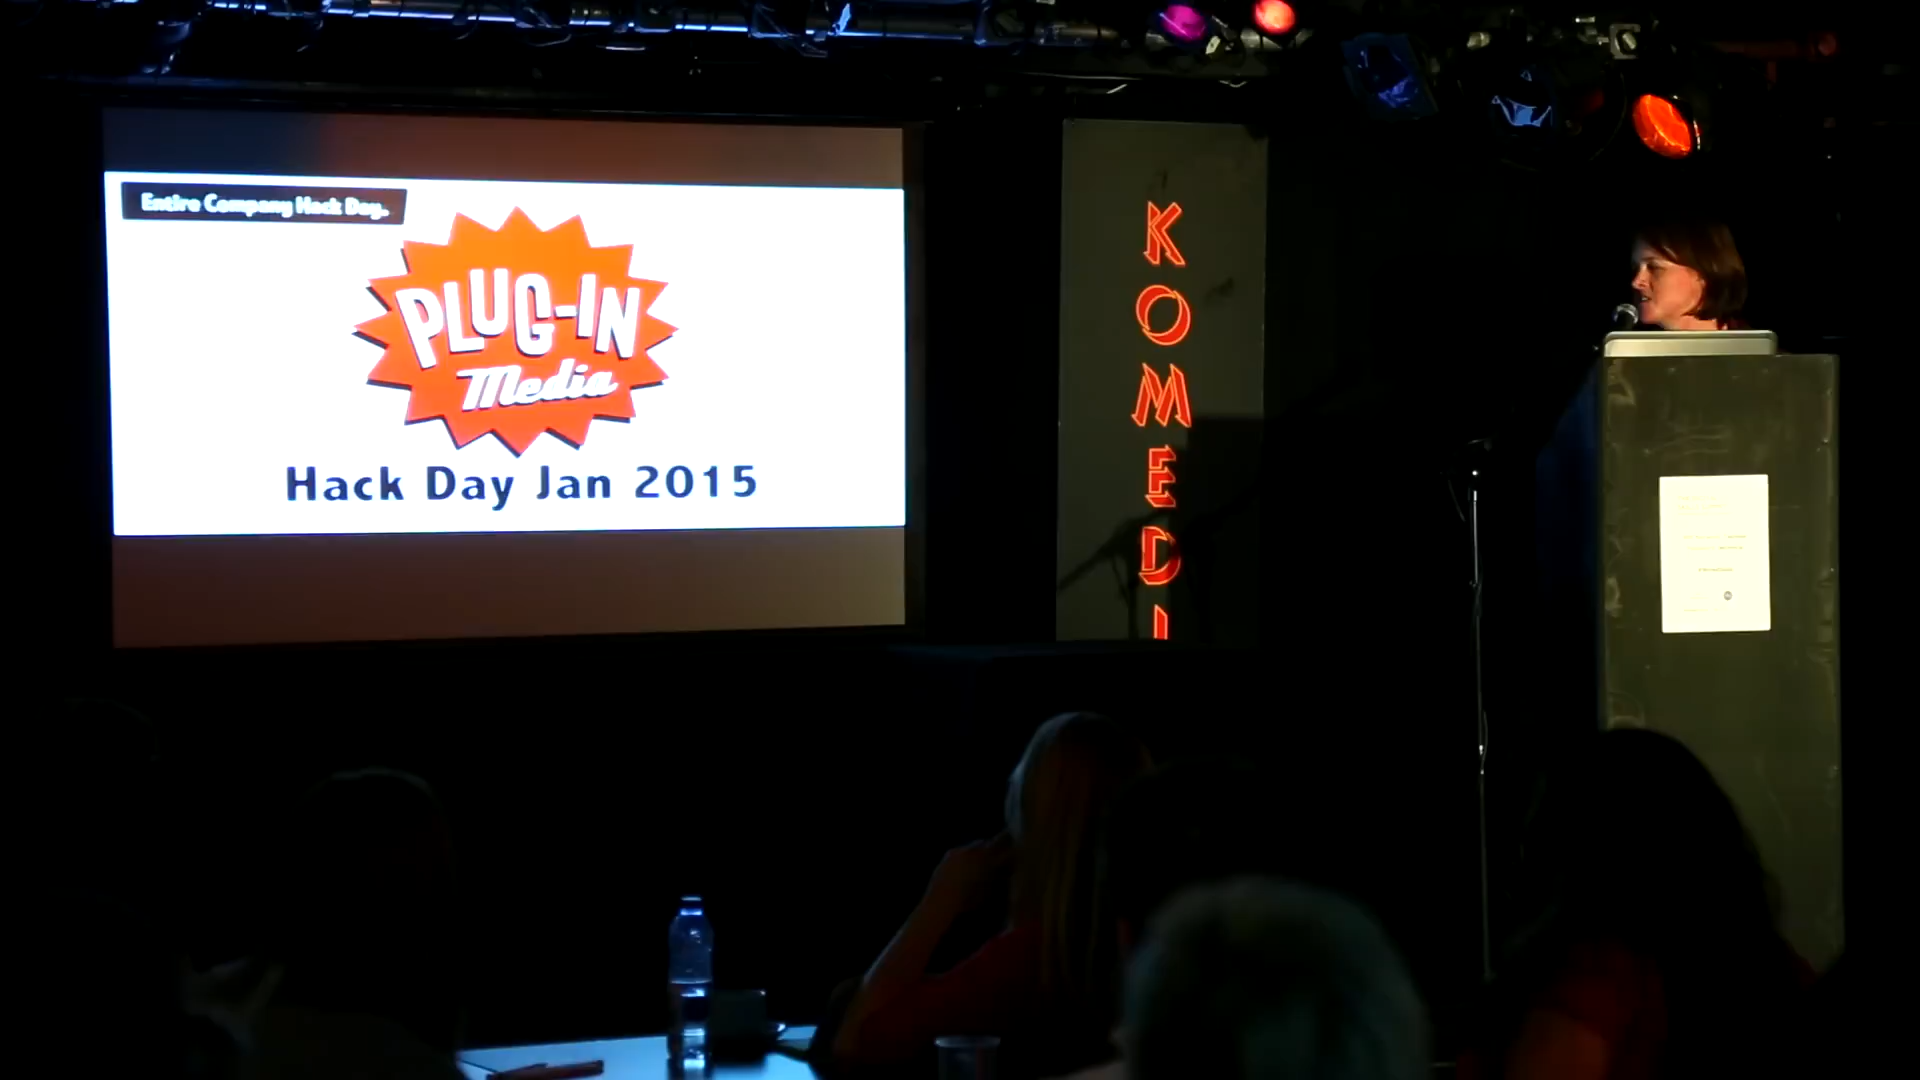 Entire Company Hack Day.
PLUG-IN
Media
Hack Day Jan 2015
KOMEDI